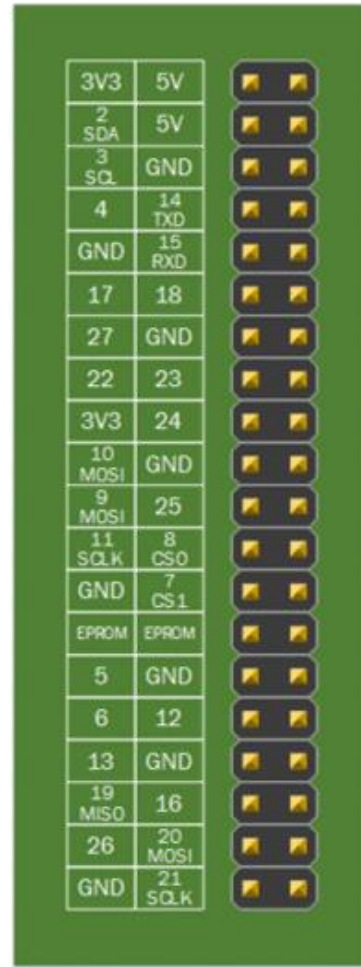 3V3 5V
2
SDA 5V
3
SCL GND
4 14
TXD
GND 15
RXD
17 18
27 GND
22 23
3V3 24
10
MOSI GND
9
MOSI 25
11
SCLK 8
CS0
GND 7
CS1
EPROM EPROM
5 GND
6 12
13 GND
19
MISO 16
26 20
MOSI
GND 21
SCLK